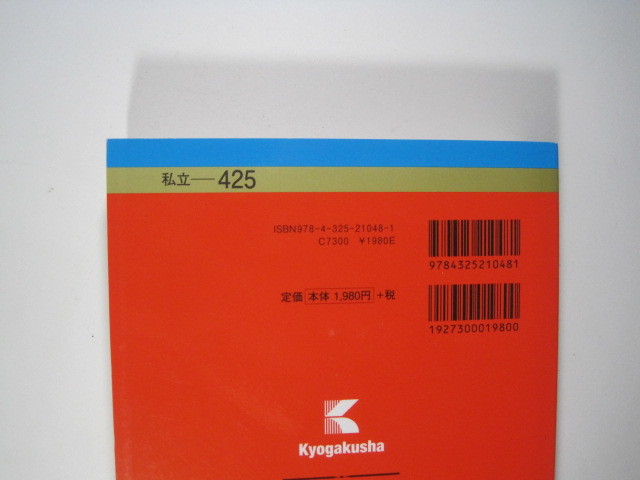 私立―425
ISBN978-4-325-21048-1
C7300 ¥1980E
9784325210481
定価 本体 1,980円 +税
1927300019800
Kyogakusha